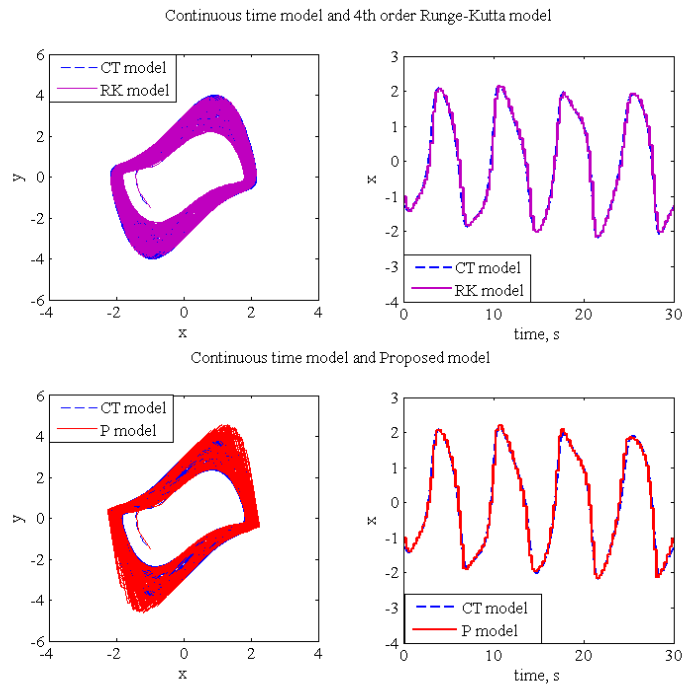 Continuous time model and 4th order Runge-Kutta model
6
4
2
0
-2
-4
-6
-4
-2
0
2
4
y
x
CT model
RK model
3
2
1
0
-1
-2
-3
-4
0
10
20
30
x
time, s
CT model
RK model
Continuous time model and Proposed model
6
4
2
0
-2
-4
-6
-4
-2
0
2
4
y
x
CT model
P model
3
2
1
0
-1
-2
-3
-4
0
10
20
30
x
time, s
CT model
P model